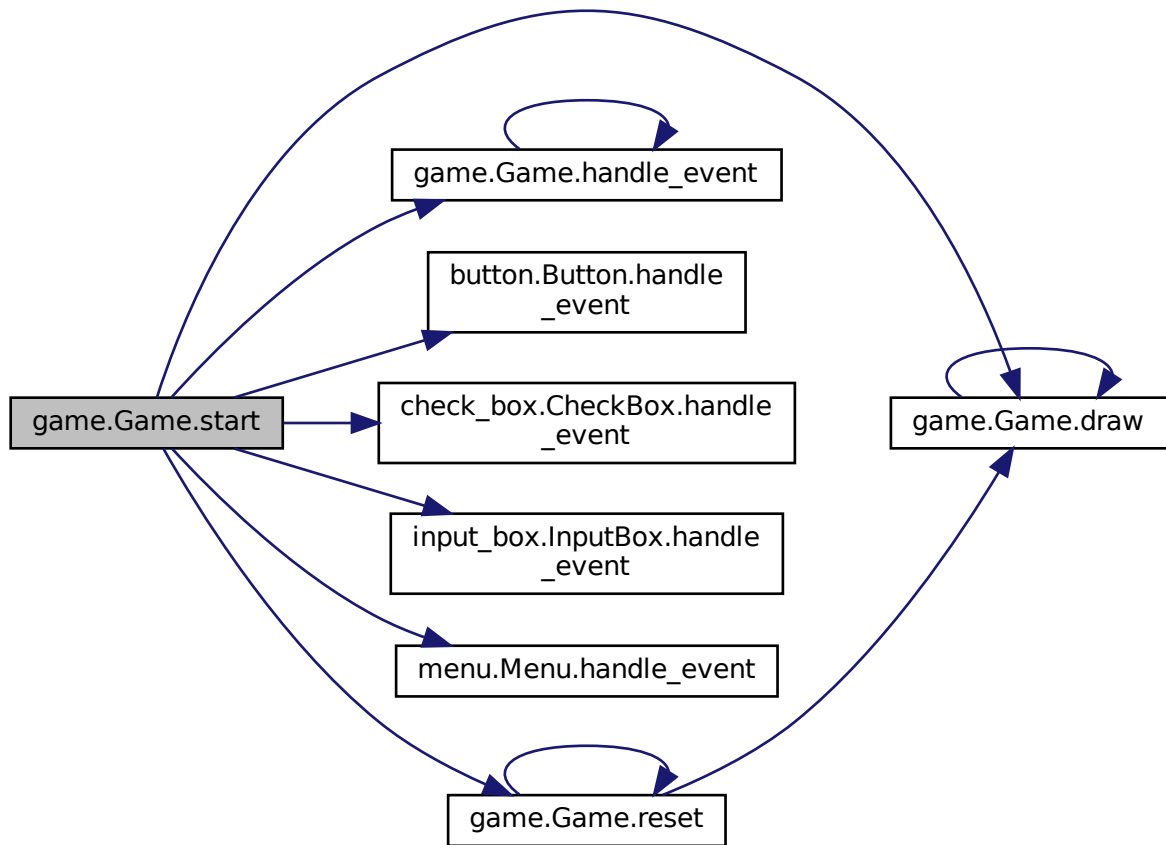 game.Game.start
game.Game.handle_event
button.Button.handle
_event
check_box.CheckBox.handle
_event
input_box.InputBox.handle
_event
menu.Menu.handle_event
game.Game.reset
game.Game.draw